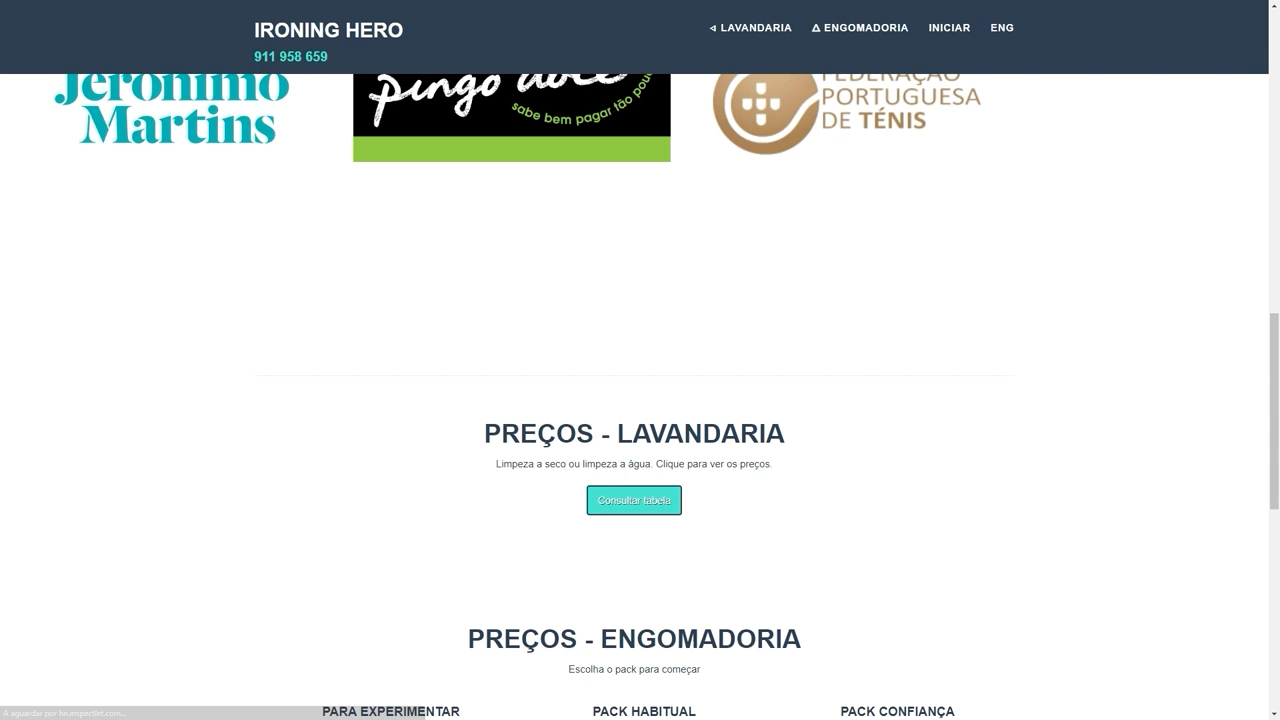 IRONING HERO
911 958 659
LAVANDARIA
ENGOMADORIA
INICIAR
ENG
Jerónimo
Martins
pingo doce
sabe bem pagar tão pouco
FEDERAÇÃO
PORTUGUESA
DE TÉNIS
PREÇOS - LAVANDARIA
Limpeza a seco ou limpeza a água. Clique para ver os preços.
Consultar tabela
PREÇOS - ENGOMADORIA
Escolha o pack para começar
PARA EXPERIMENTAR
PACK HABITUAL
PACK CONFIANÇA
A aguardar por